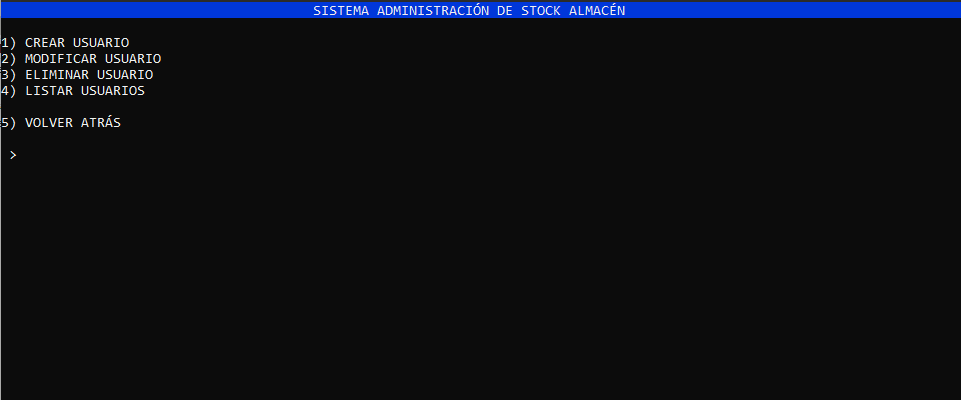 SISTEMA ADMINISTRACIÓN DE STOCK ALMACÉN
1) CREAR USUARIO
2) MODIFICAR USUARIO
3) ELIMINAR USUARIO
4) LISTAR USUARIOS
5) VOLVER ATRÁS
>